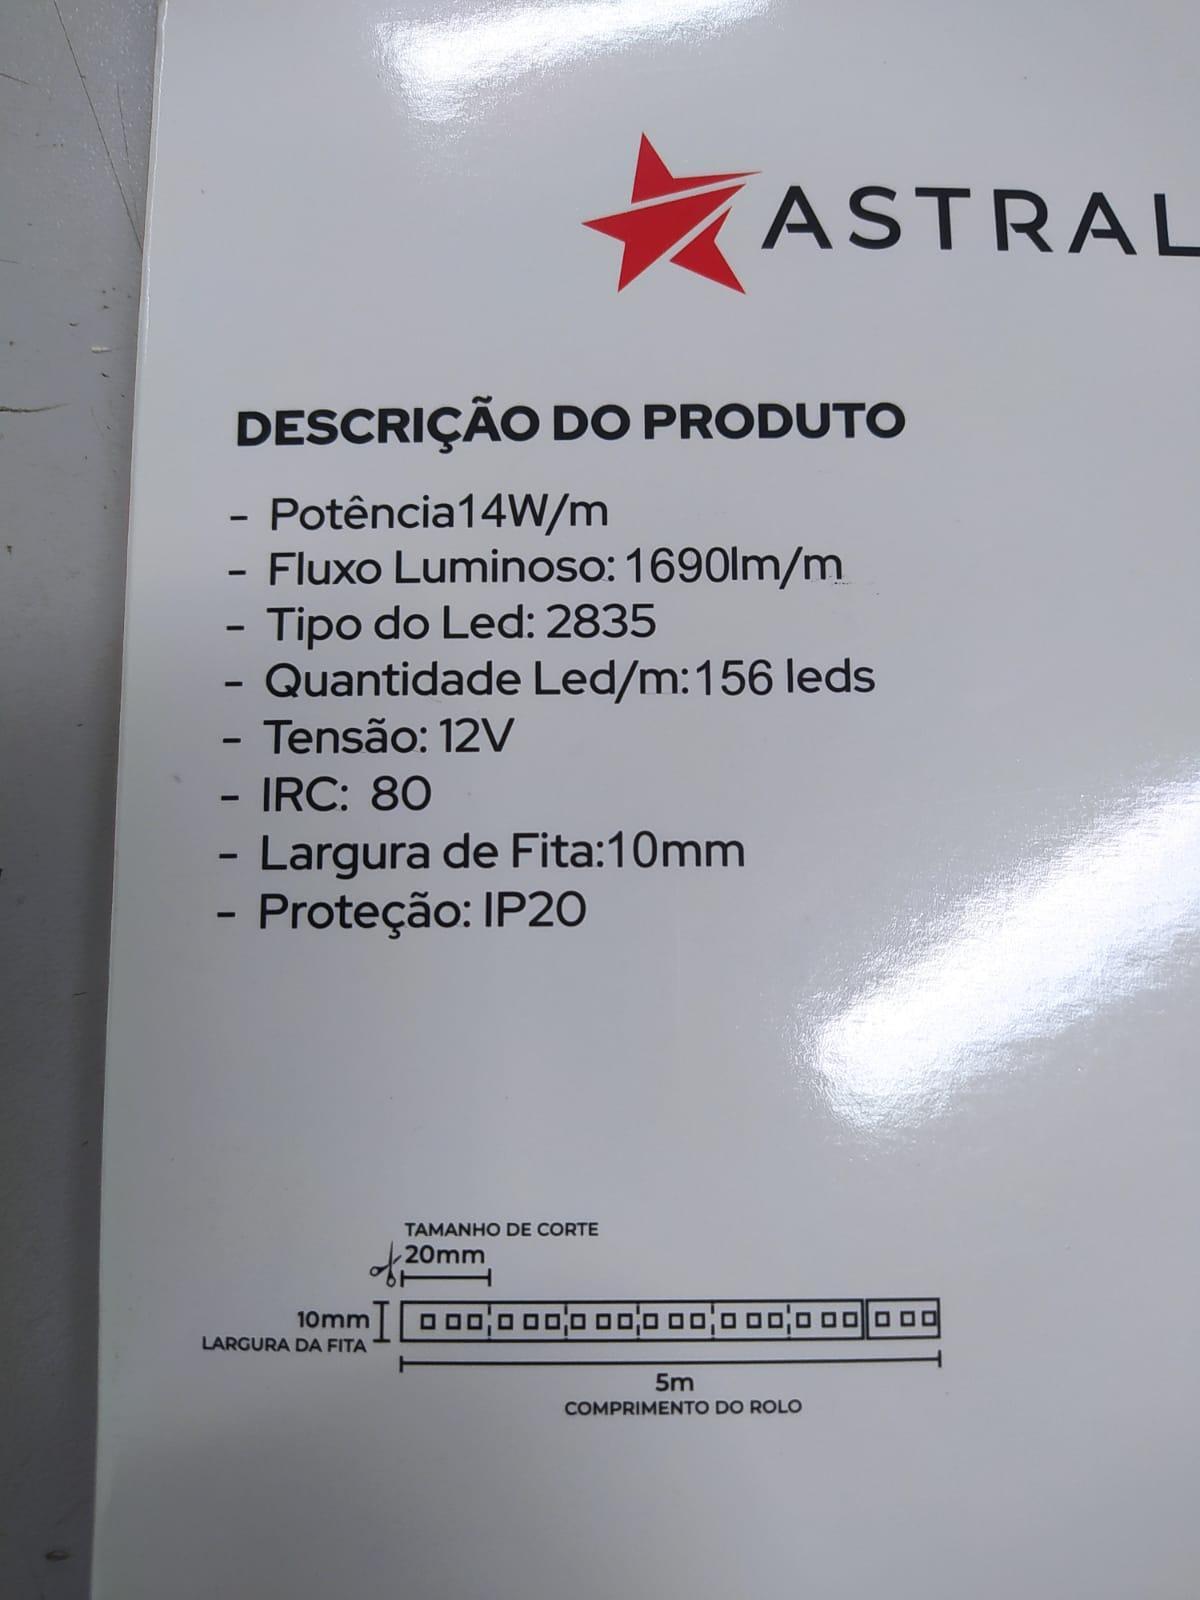 ASTRAL
DESCRIÇÃO DO PRODUTO
- Potência14W/m
- Fluxo Luminoso: 1690lm/m
- Tipo do Led: 2835
- Quantidade Led/m:156 leds
- Tensão: 12V
- IRC: 80
- Largura de Fita:10mm
- Proteção: IP20
TAMANHO DE CORTE
20mm
10mm
LARGURA DA FITA
5m
COMPRIMENTO DO ROLO